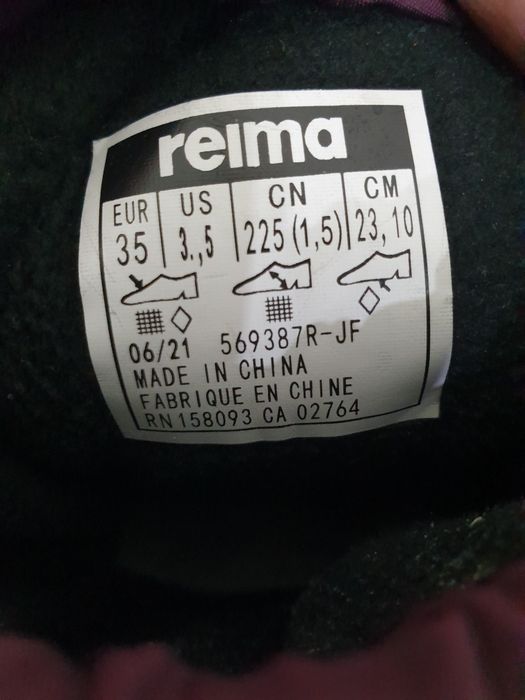 reima
EUR US CN CM
35 3.,5 225 (1,5) 23,10
06/21 569387R-JF
MADE IN CHINA
FABRIQUE EN CHINE
RN 158093 CA 02764